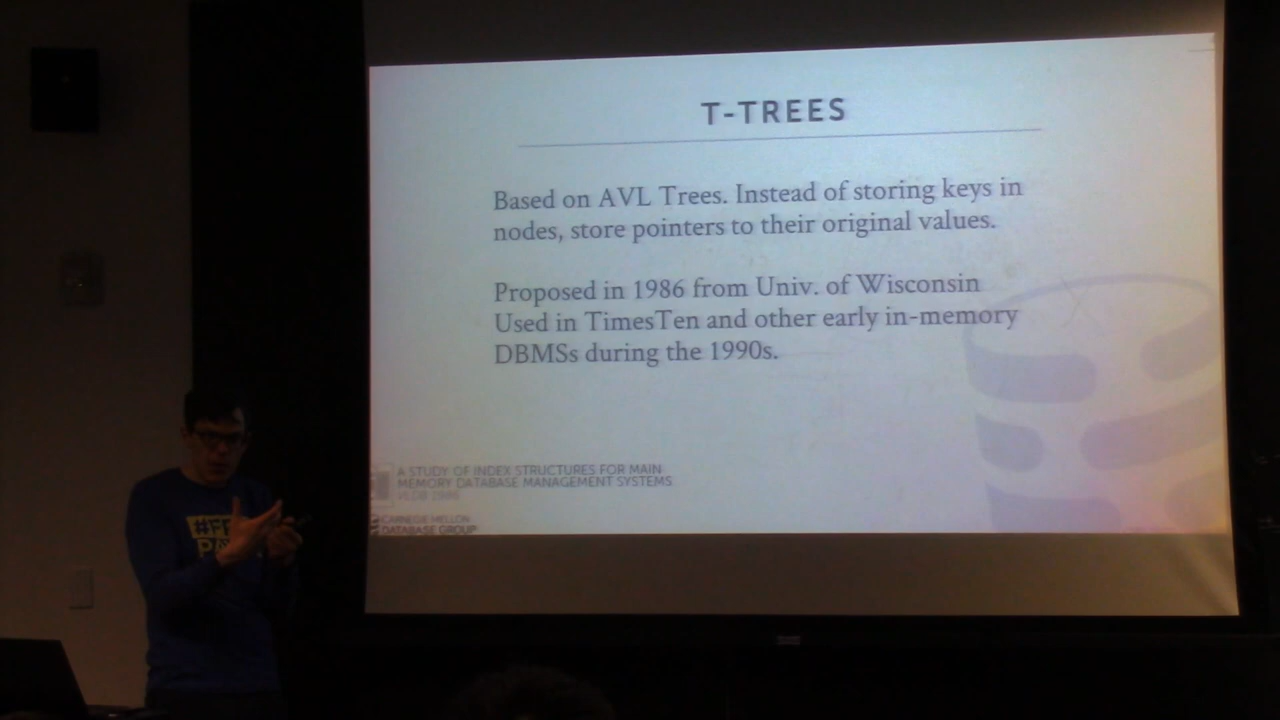 T-TREES
Based on AVL Trees. Instead of storing keys in
nodes, store pointers to their original values.
Proposed in 1986 from Univ. of Wisconsin
Used in TimesTen and other early in-memory
DBMSs during the 1990s.
A STUDY OF INDEX STRUCTURES FOR MAIN
MEMORY DATABASE MANAGEMENT SYSTEMS
VLDB 1986
CARNEGIE MELLON
DATABASE GROUP